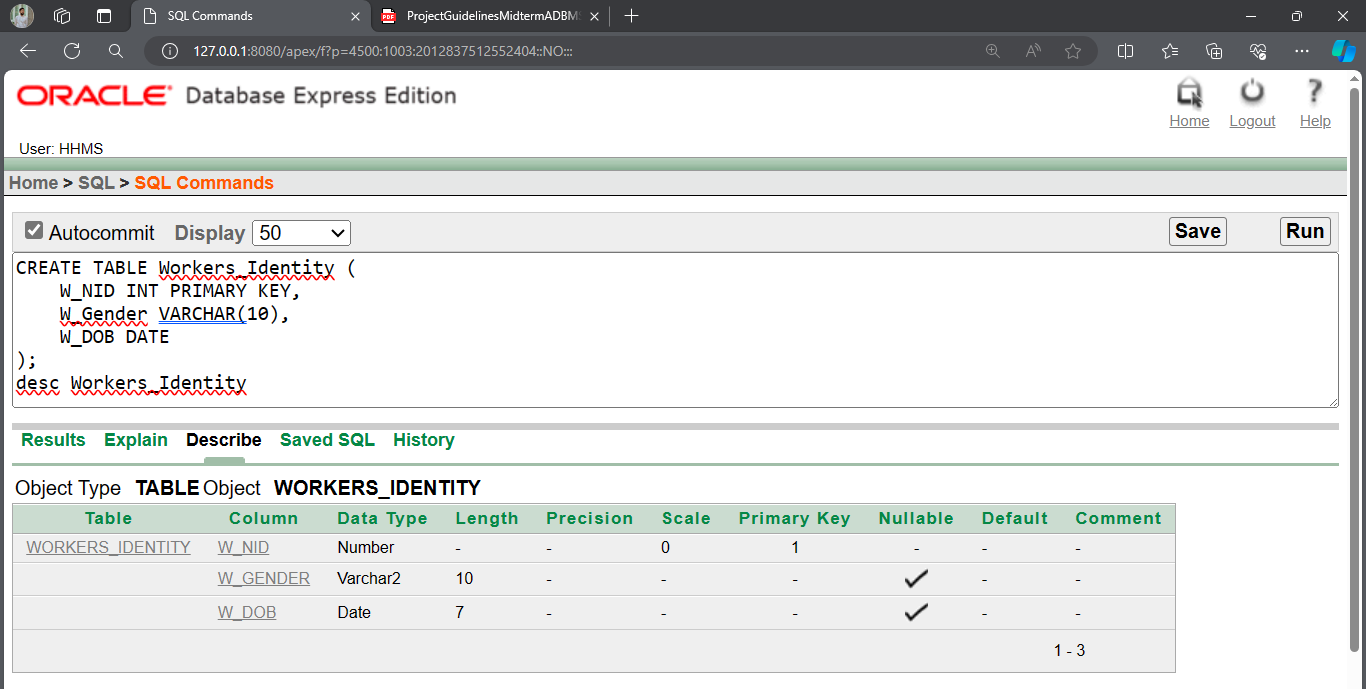 SQL Commands
ProjectGuidelinesMidtermADBMS
127.0.0.1:8080/apex/f?p=4500:1003:2012837512552404::NO:::
ORACLE Database Express Edition
Home Logout Help
User: HHMS
Home > SQL > SQL Commands
Autocommit Display 50 Save Run
CREATE TABLE Workers_Identity (
    W_NID INT PRIMARY KEY,
    W_Gender VARCHAR(10),
    W_DOB DATE
);
desc Workers_Identity
Results Explain Describe Saved SQL History
Object Type TABLE Object WORKERS_IDENTITY
Table Column Data Type Length Precision Scale Primary Key Nullable Default Comment
WORKERS_IDENTITY W_NID Number - - 0 1 - - -
W_GENDER Varchar2 10 - - - - -
W_DOB Date 7 - - - - -
1 - 3